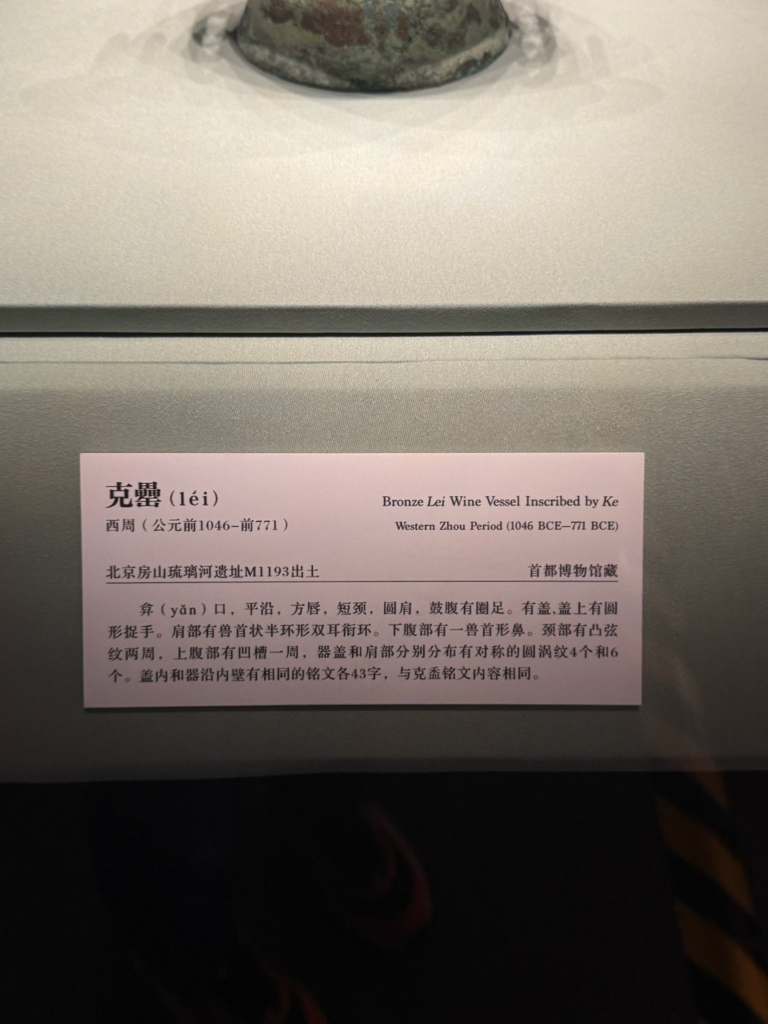 克罍（léi）
Bronze Lei Wine Vessel Inscribed by Ke
西周（公元前1046-前771）
Western Zhou Period (1046 BCE—771 BCE)
北京房山琉璃河遗址M1193出土
首都博物馆藏
弇（yǎn）口，平沿，方唇，短颈，圆肩，鼓腹有圈足。有盖，盖上有圆
形捉手。肩部有兽首状半环形双耳衔环。下腹部有一兽首形鼻。颈部有凸弦
纹两周，上腹部有凹槽一周，器盖和肩部分别分布有对称的圆涡纹4个和6
个。盖内和器沿内壁有相同的铭文各43字，与克盉铭文内容相同。